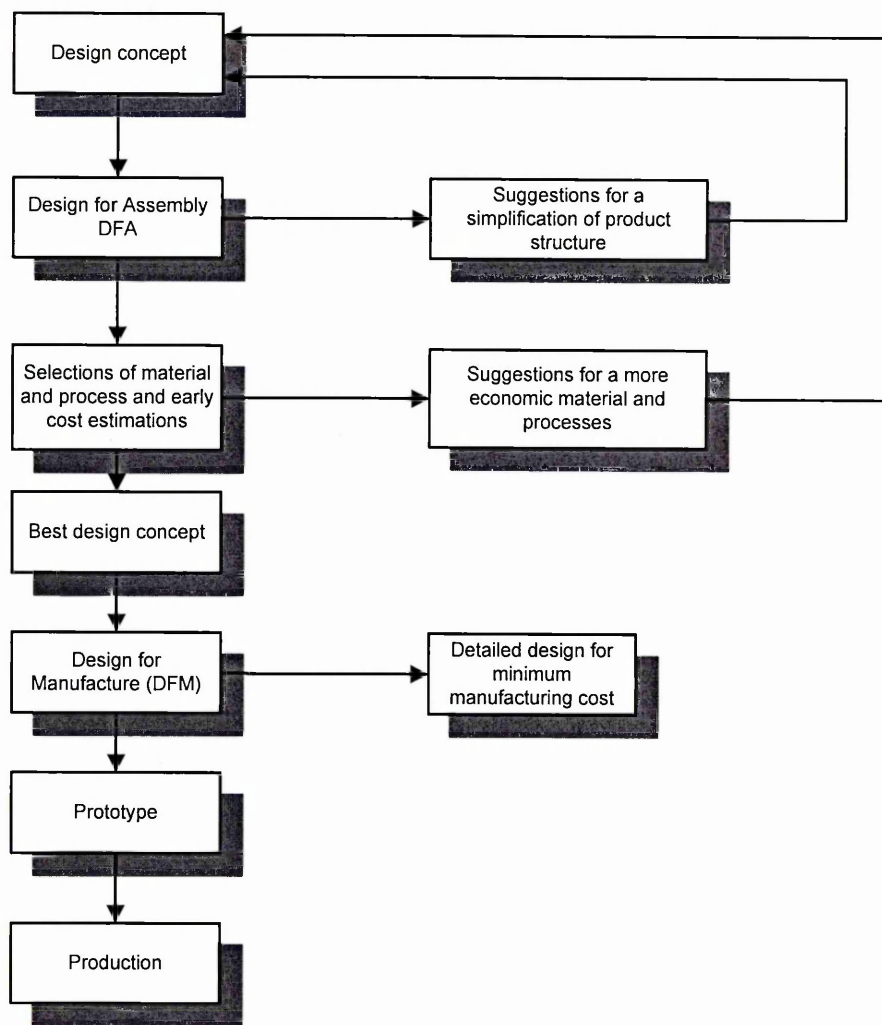 Design concept
Design for Assembly
DFA
Suggestions for a
simplification of product
structure
Selections of material
and process and early
cost estimations
Suggestions for a more
economic material and
processes
Best design concept
Design for
Manufacture (DFM)
Detailed design for
minimum
manufacturing cost
Prototype
Production